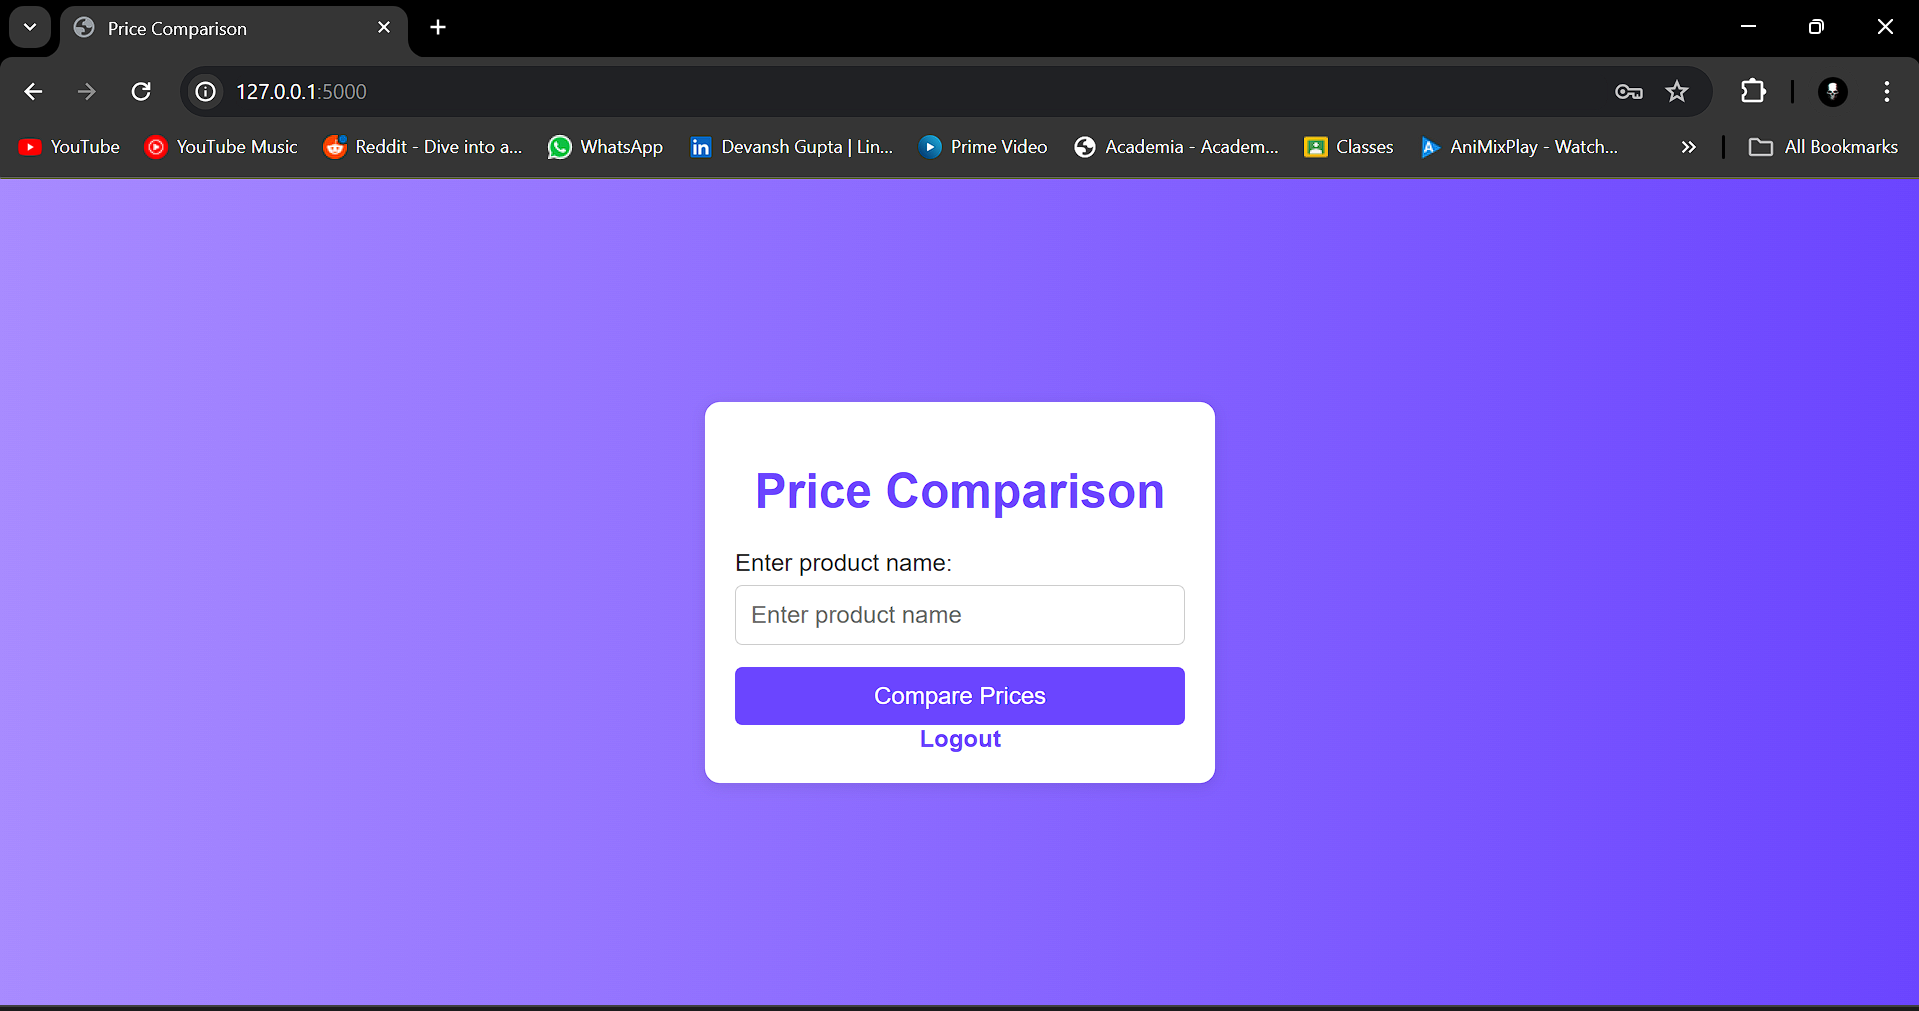 Price Comparison
127.0.0.1:5000
YouTube YouTube Music Reddit - Dive into a... WhatsApp Devansh Gupta | Lin... Prime Video Academia - Academ... Classes AniMixPlay - Watch... All Bookmarks
Price Comparison
Enter product name:
Enter product name
Compare Prices
Logout